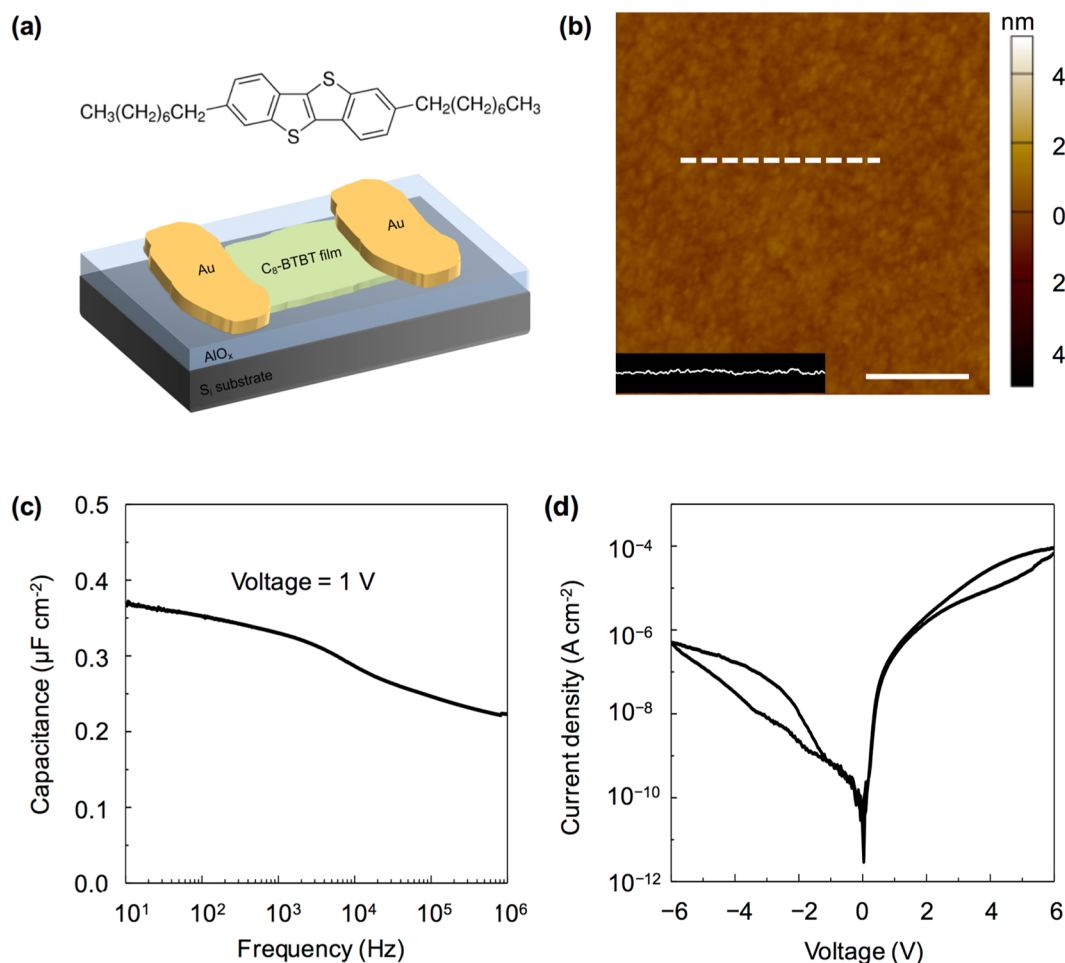 (a)
S
CH₃(CH₂)₆CH₂
CH₂(CH₂)₆CH₃
S
Au
Au
C₈-BTBT film
AlOₓ
Sᵢ substrate
(b)
nm
4
2
0
2
4
(c)
0.5
0.4
0.3
0.2
0.1
0.0
Capacitance (µF cm⁻²)
Voltage = 1 V
10¹ 10² 10³ 10⁴ 10⁵ 10⁶
Frequency (Hz)
(d)
10⁻⁴
10⁻⁶
10⁻⁸
10⁻¹⁰
10⁻¹²
Current density (A cm⁻²)
−6 −4 −2 0 2 4 6
Voltage (V)